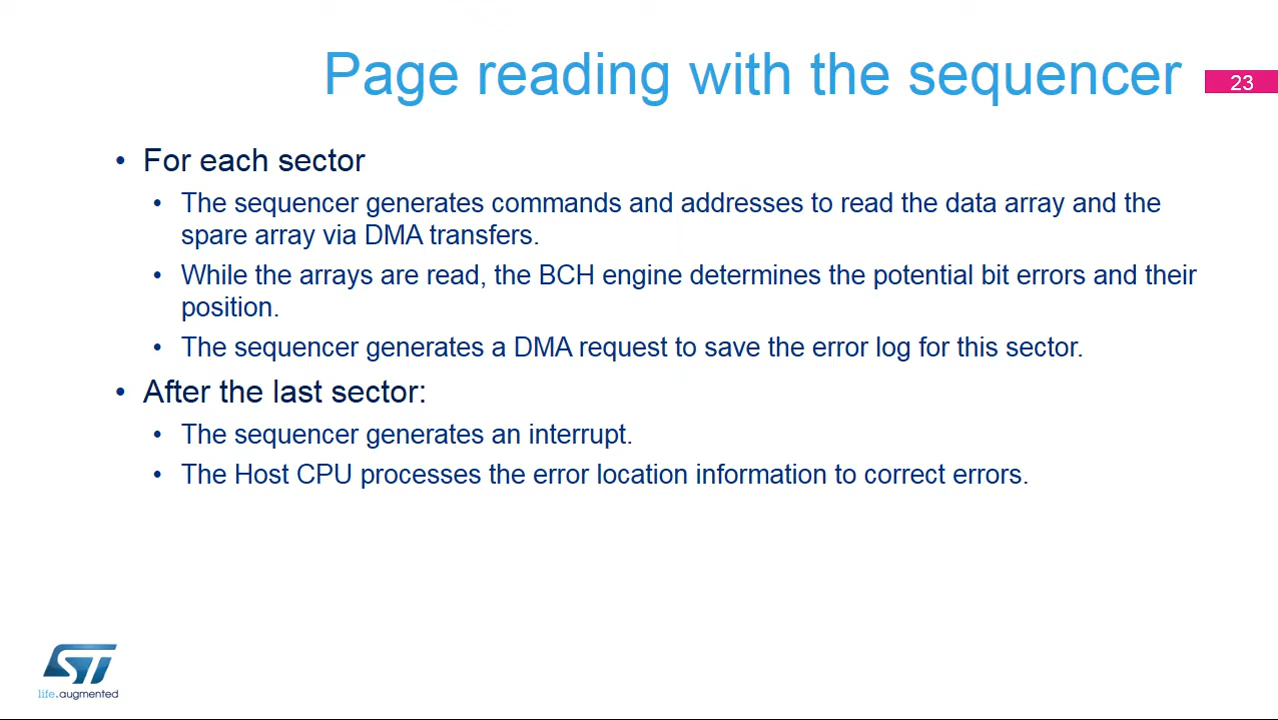 Page reading with the sequencer
23
• For each sector
• The sequencer generates commands and addresses to read the data array and the
spare array via DMA transfers.
• While the arrays are read, the BCH engine determines the potential bit errors and their
position.
• The sequencer generates a DMA request to save the error log for this sector.
• After the last sector:
• The sequencer generates an interrupt.
• The Host CPU processes the error location information to correct errors.
ST
life.augmented